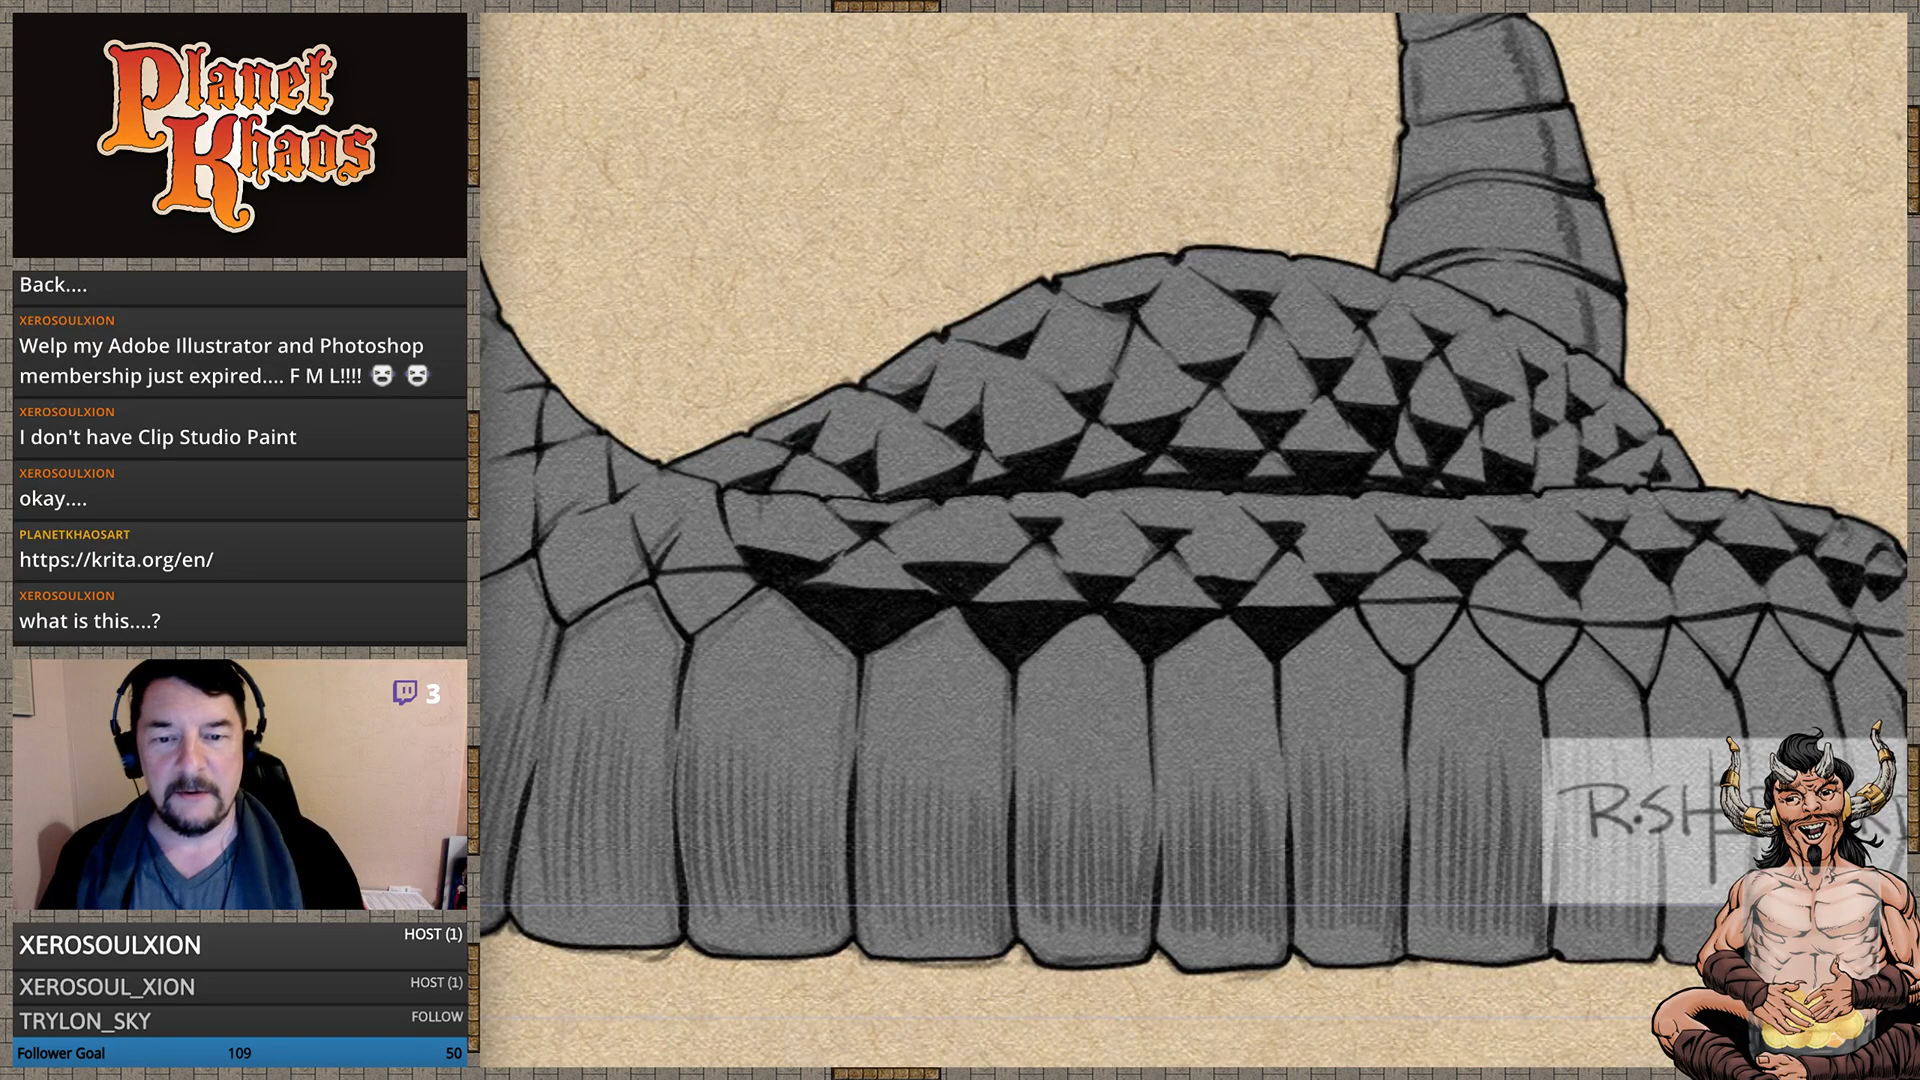 Planet
Khaos
Back....
XEROSOULXION
Welp my Adobe Illustrator and Photoshop
membership just expired.... F M L!!!!
XEROSOULXION
I don't have Clip Studio Paint
XEROSOULXION
okay....
PLANETKHAOSART
https://krita.org/en/
XEROSOULXION
what is this....?
3
XEROSOULXION HOST (1)
XEROSOUL_XION HOST (1)
TRYLON_SKY FOLLOW
Follower Goal 109 50